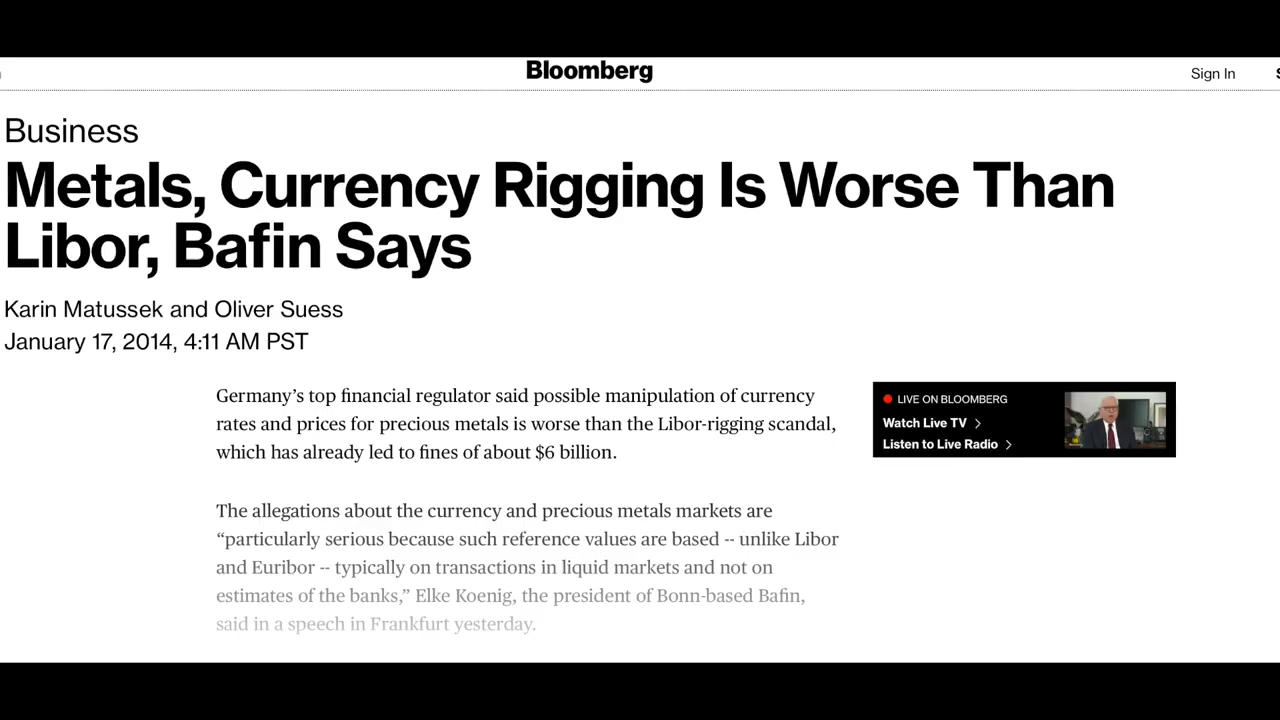 Bloomberg
Sign In
Business
Metals, Currency Rigging Is Worse Than
Libor, Bafin Says
Karin Matussek and Oliver Suess
January 17, 2014, 4:11 AM PST
Germany’s top financial regulator said possible manipulation of currency
rates and prices for precious metals is worse than the Libor-rigging scandal,
which has already led to fines of about $6 billion.
LIVE ON BLOOMBERG
Watch Live TV
Listen to Live Radio
The allegations about the currency and precious metals markets are
“particularly serious because such reference values are based -- unlike Libor
and Euribor -- typically on transactions in liquid markets and not on
estimates of the banks,” Elke Koenig, the president of Bonn-based Bafin,
said in a speech in Frankfurt yesterday.